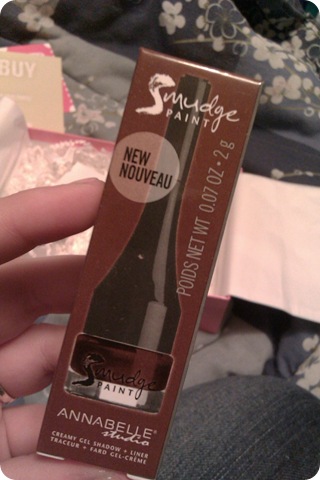 BUY
Smudge
PAINT
NEW
NOUVEAU
POIDS NET WT 0.07 OZ • 2 g
Smudge
PAINT
ANNABELLE
studio
CREAMY GEL SHADOW + LINER
TRACEUR + FARD GEL-CRÈME